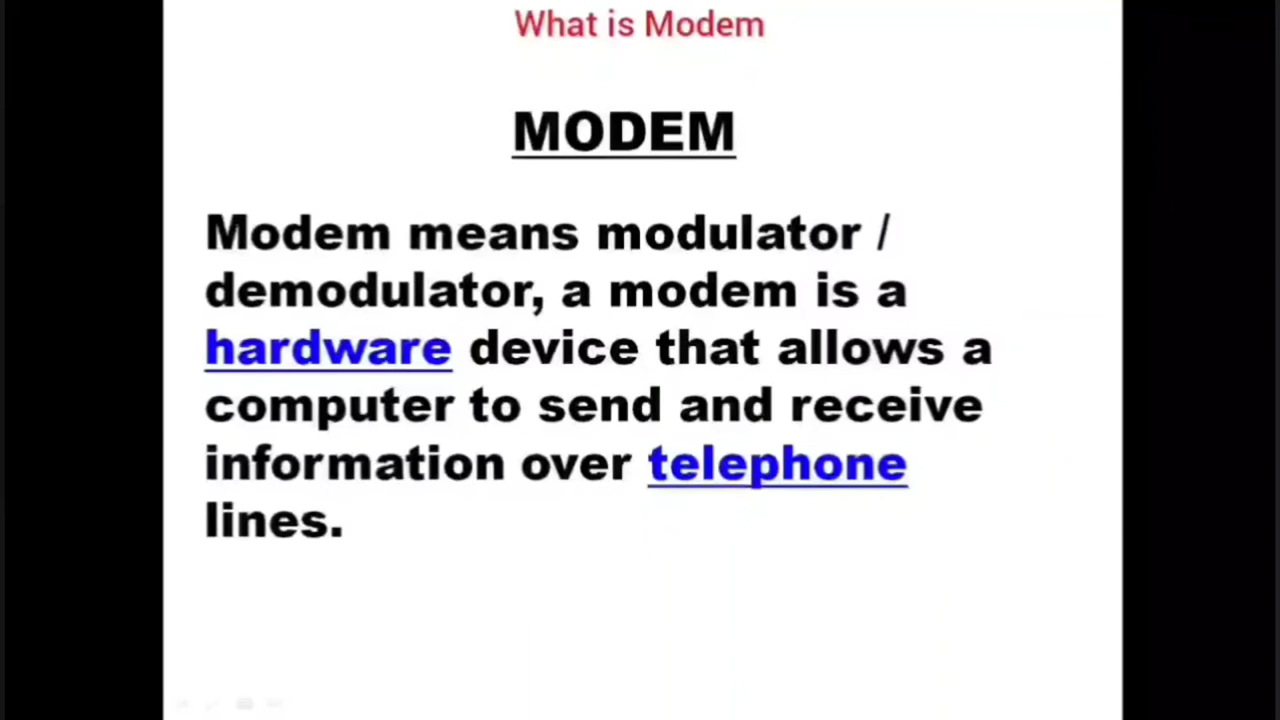 What is Modem
MODEM
Modem means modulator /
demodulator, a modem is a
hardware device that allows a
computer to send and receive
information over telephone
lines.